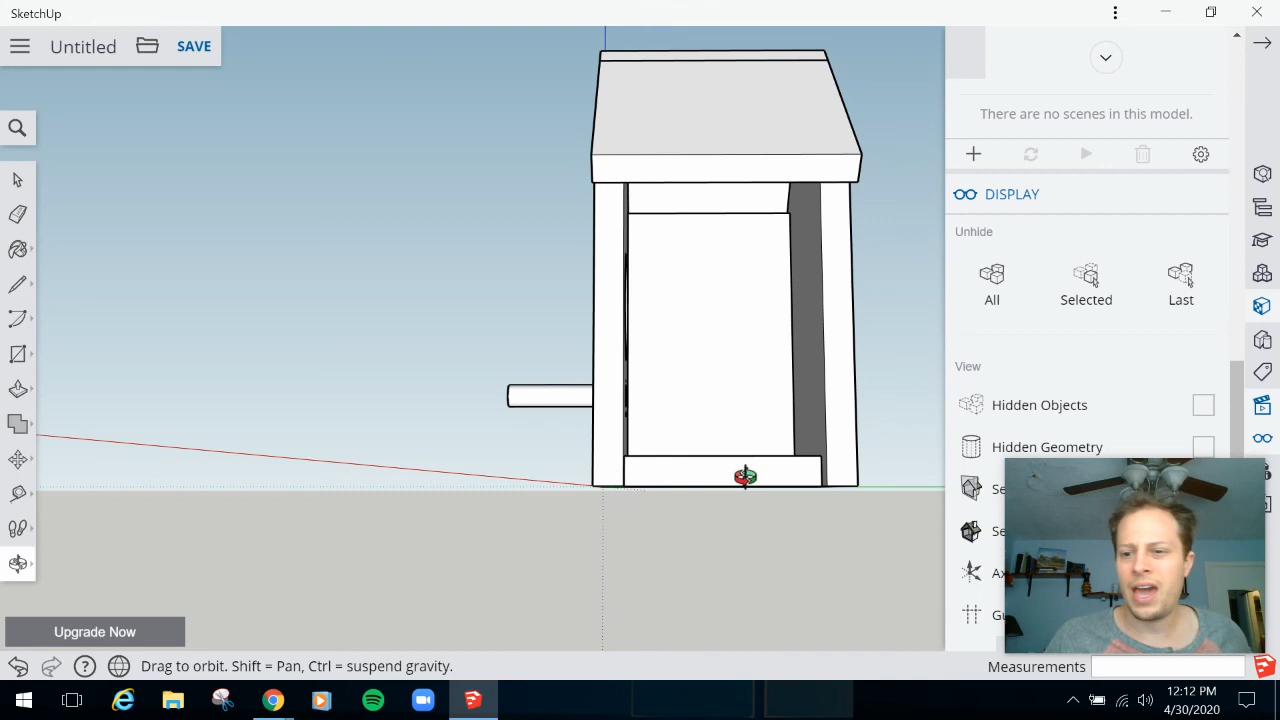 SketchUp
Untitled
SAVE
There are no scenes in this model.
DISPLAY
Unhide
All
Selected
Last
View
Hidden Objects
Hidden Geometry
Upgrade Now
Drag to orbit. Shift = Pan, Ctrl = suspend gravity.
Measurements
12:12 PM
4/30/2020